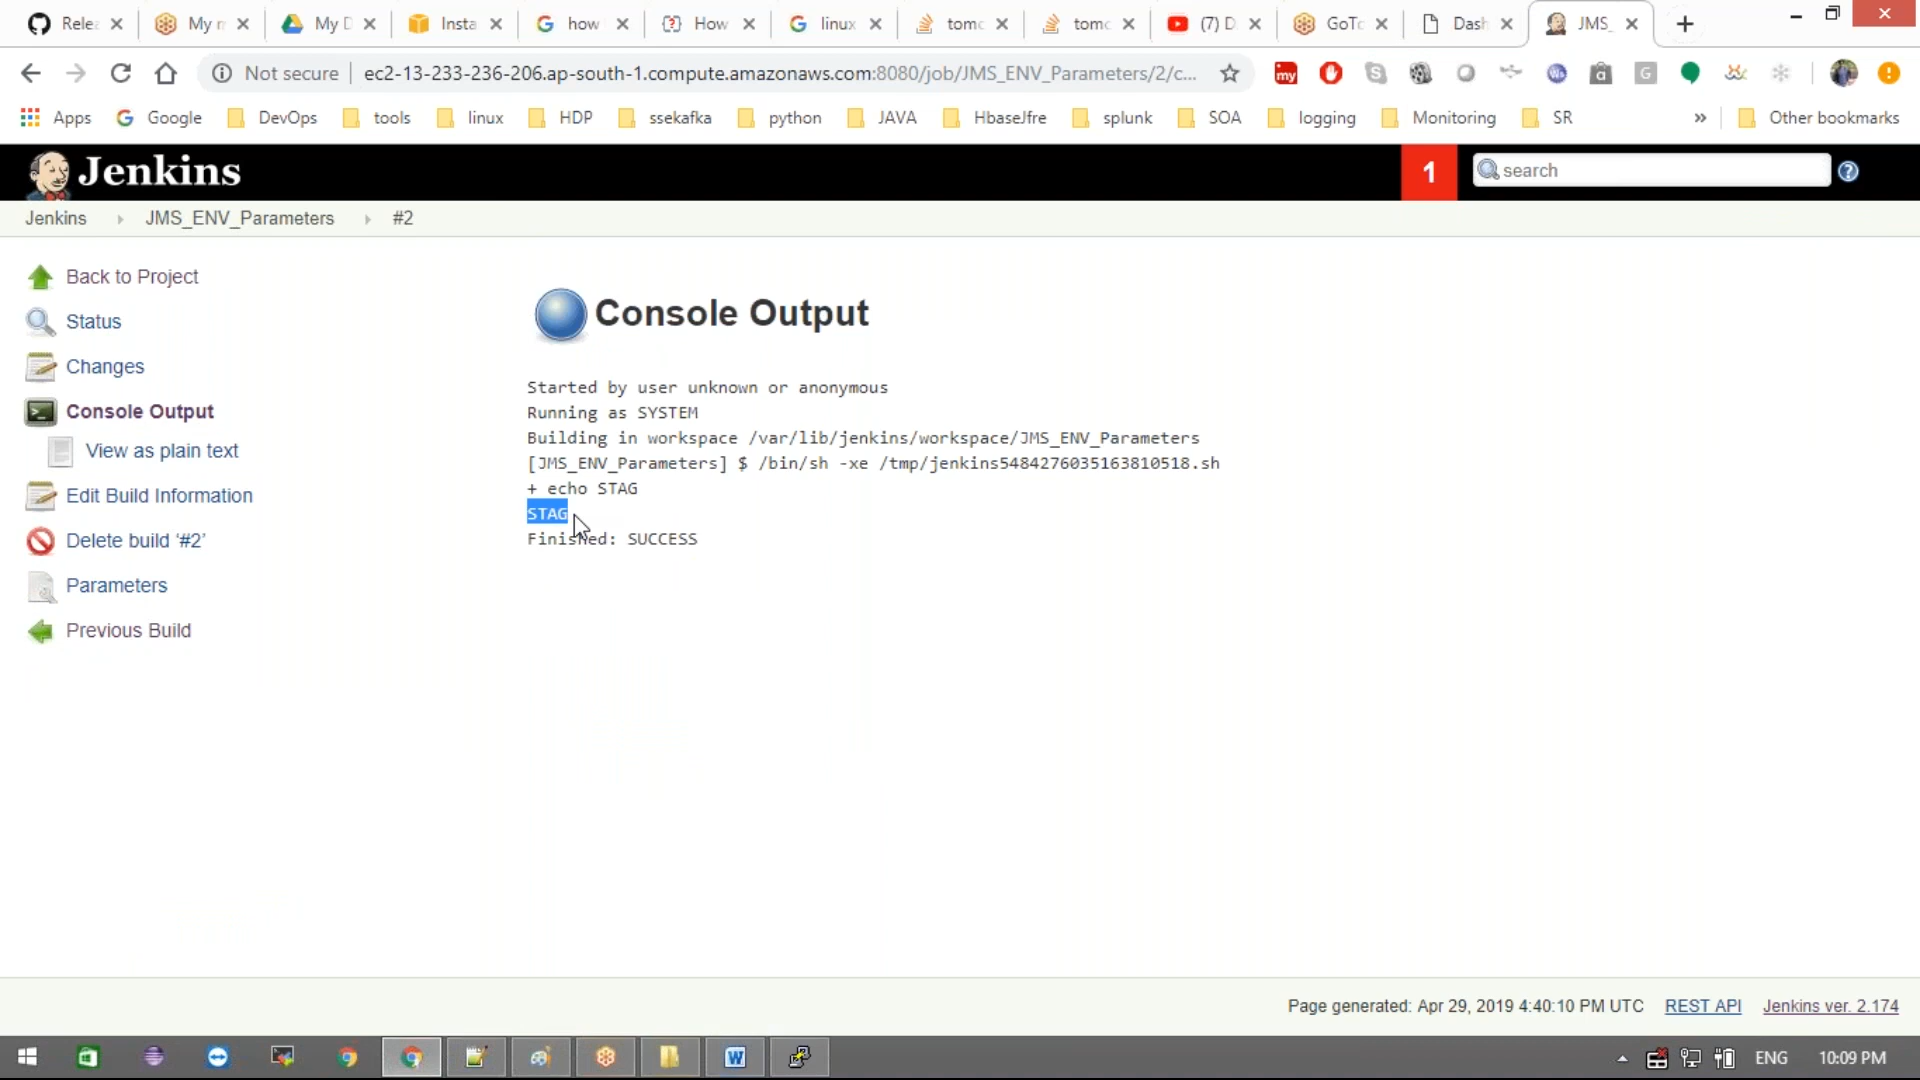 Rele
My n
My D
Insta
how
How
linux
tomc
tomc
(7) D
GoTo
Dash
JMS_
Not secure
ec2-13-233-236-206.ap-south-1.compute.amazonaws.com:8080/job/JMS_ENV_Parameters/2/c...
Apps
Google
DevOps
tools
linux
HDP
ssekafka
python
JAVA
HbaseJfre
splunk
SOA
logging
Monitoring
SR
»
Other bookmarks
Jenkins
1
search
Jenkins
JMS_ENV_Parameters
#2
Back to Project
Status
Changes
Console Output
View as plain text
Edit Build Information
Delete build ‘#2’
Parameters
Previous Build
Console Output
Started by user unknown or anonymous
Running as SYSTEM
Building in workspace /var/lib/jenkins/workspace/JMS_ENV_Parameters
[JMS_ENV_Parameters] $ /bin/sh -xe /tmp/jenkins5484276035163810518.sh
+ echo STAG
STAG
Finished: SUCCESS
Page generated: Apr 29, 2019 4:40:10 PM UTC
REST API
Jenkins ver. 2.174
ENG
10:09 PM